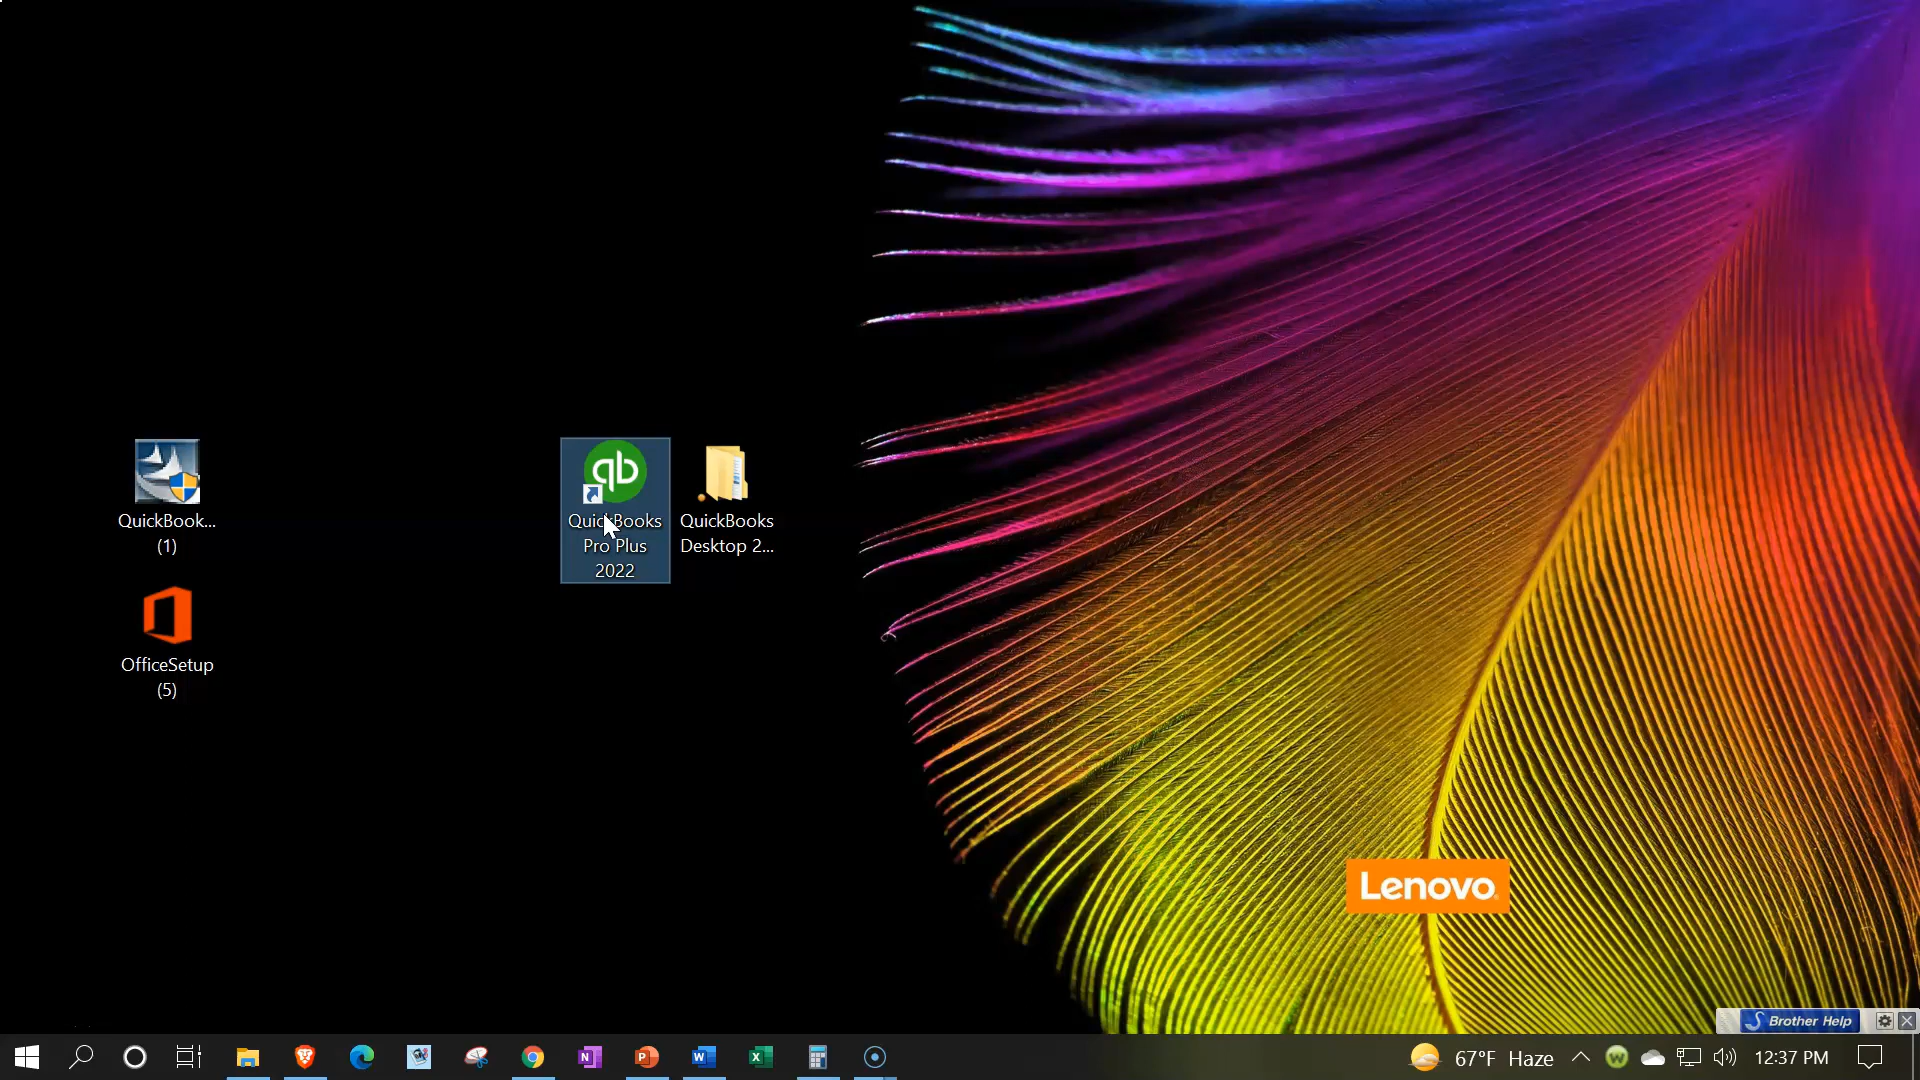 QuickBook...
(1)
OfficeSetup
(5)
qb
QuickBooks
Pro Plus
2022
QuickBooks
Desktop 2...
Lenovo
Brother Help
67°F Haze
12:37 PM